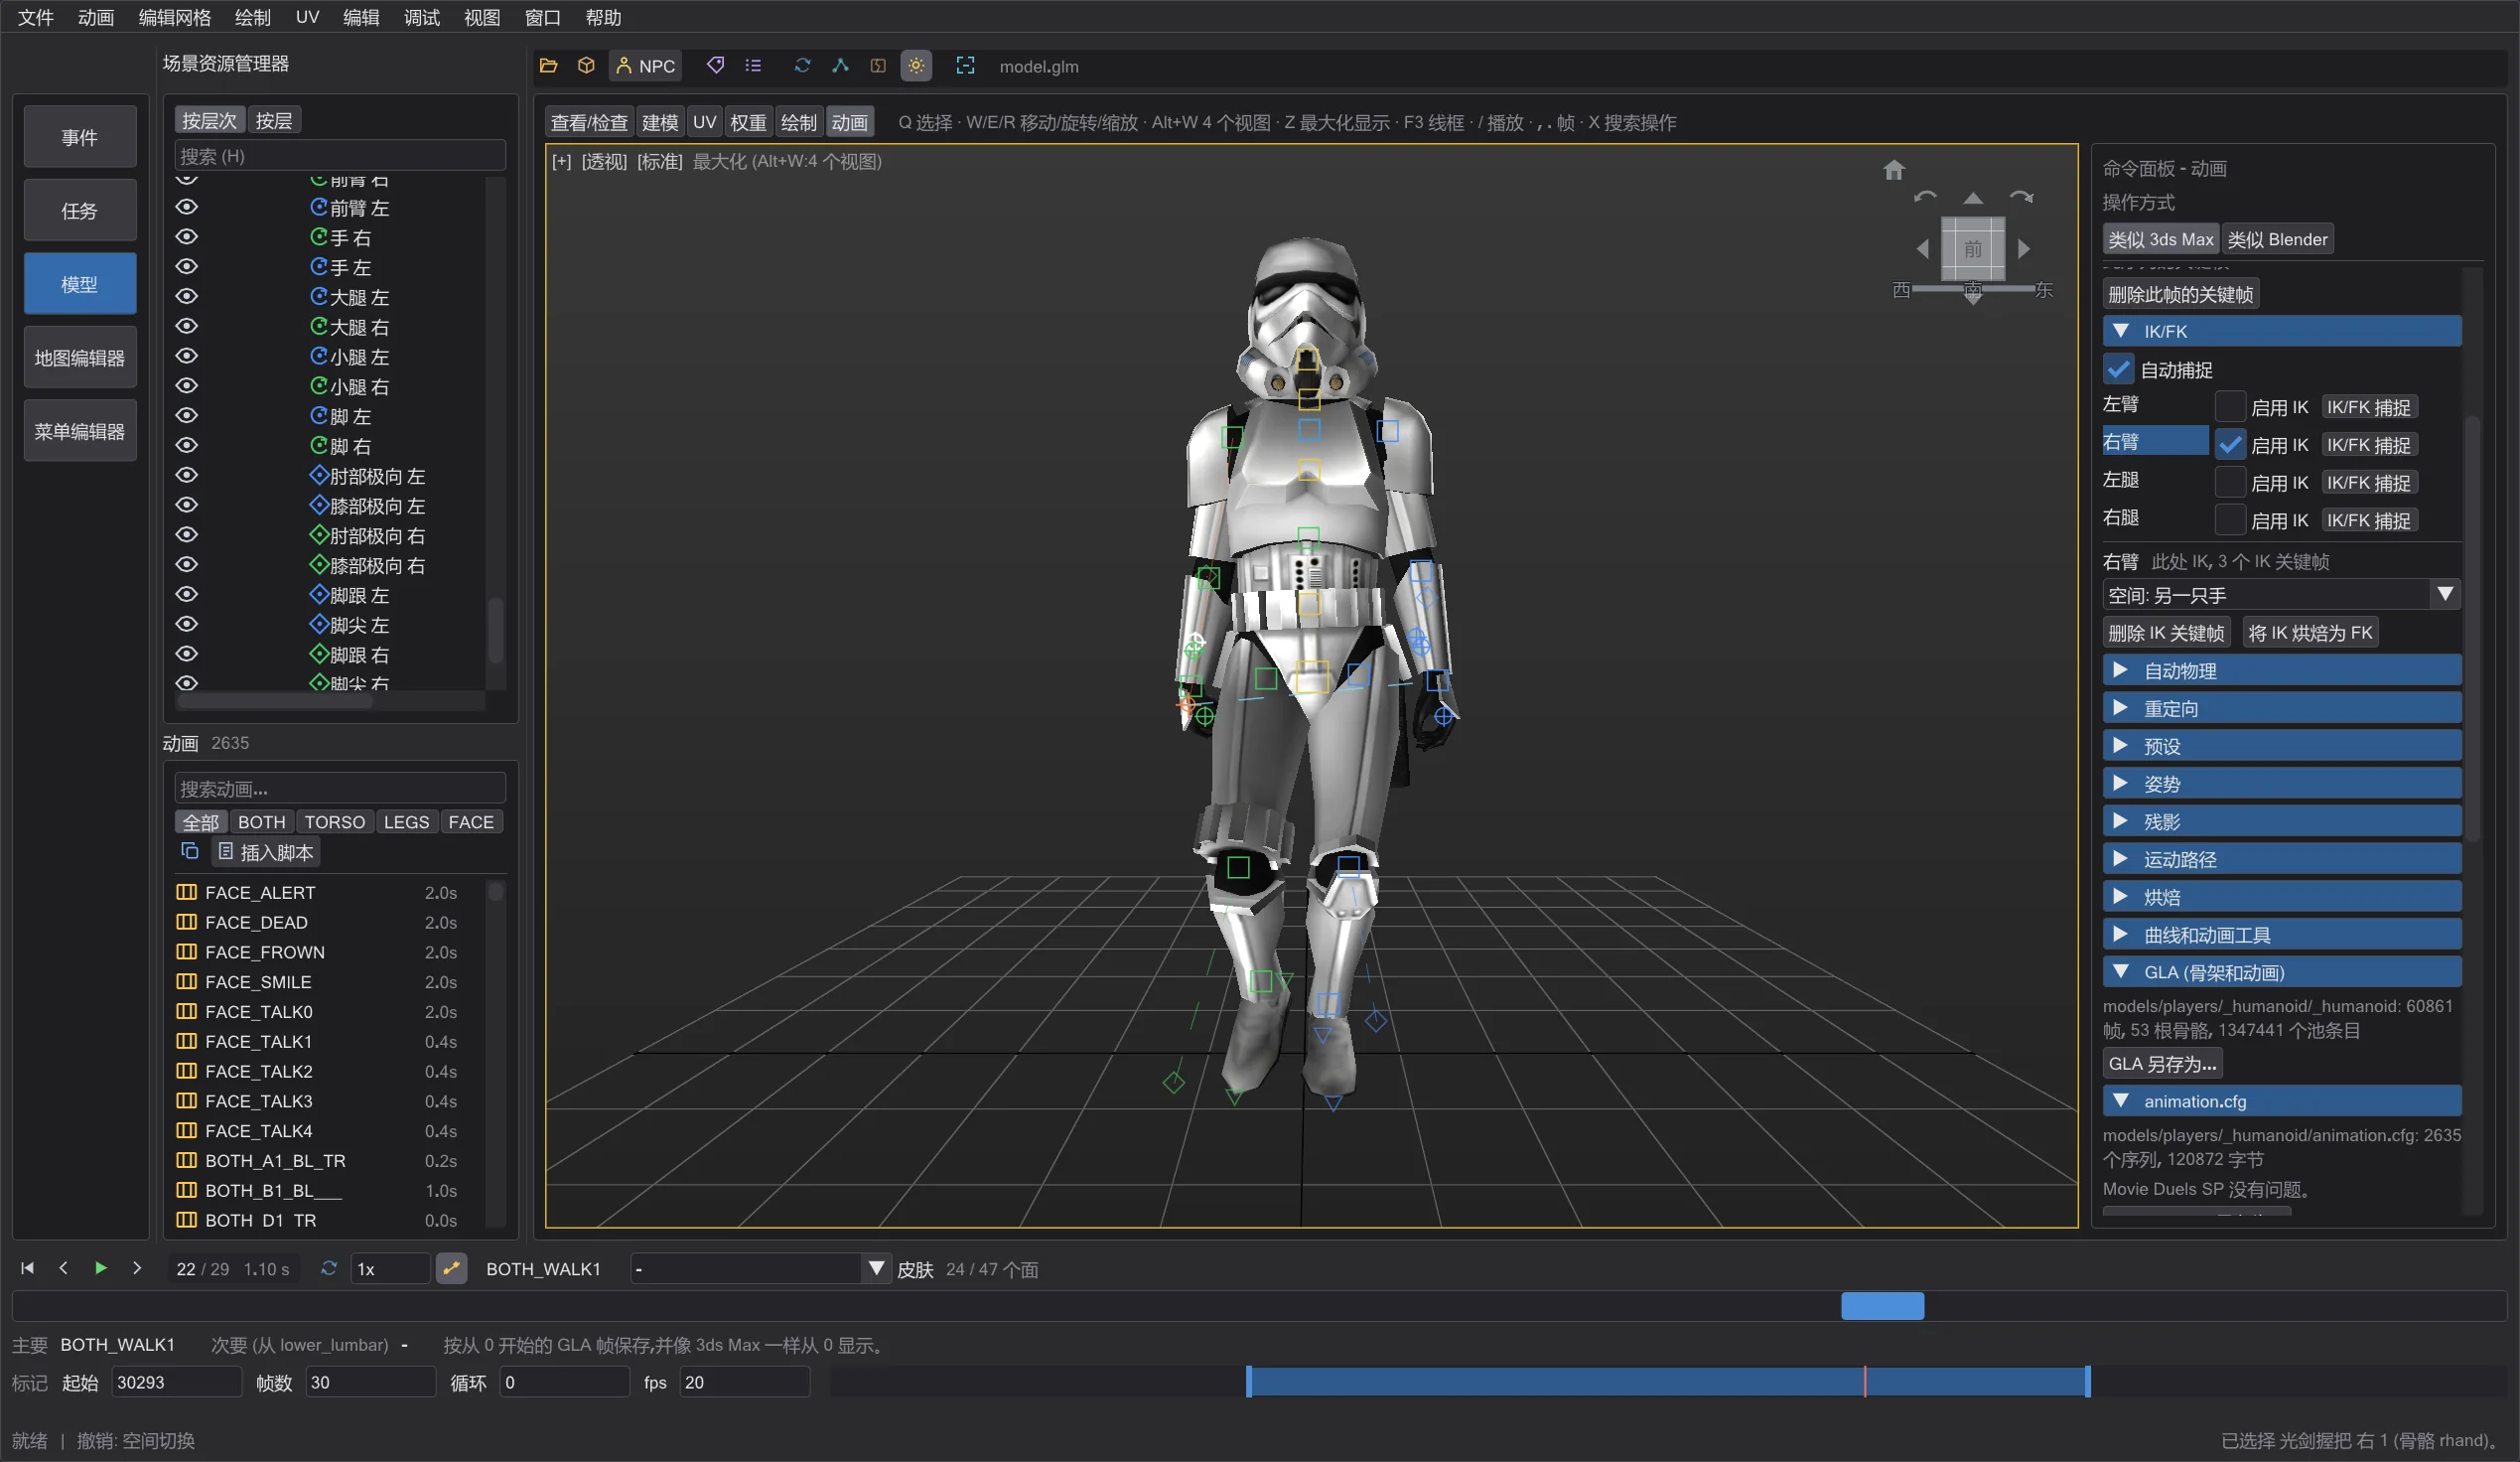 文件 动画 编辑网格 绘制 UV 编辑 调试 视图 窗口 帮助
场景资源管理器
NPC model.glm
事件
任务
模型
地图编辑器
菜单编辑器
按层次 按层
搜索 (H)
前臂 右
前臂 左
手 右
手 左
大腿 左
大腿 右
小腿 左
小腿 右
脚 左
脚 右
肘部极向 左
膝部极向 左
肘部极向 右
膝部极向 右
脚跟 左
脚尖 左
脚跟 右
脚尖 右
动画 2635
搜索动画...
全部 BOTH TORSO LEGS FACE
插入脚本
FACE_ALERT 2.0s
FACE_DEAD 2.0s
FACE_FROWN 2.0s
FACE_SMILE 2.0s
FACE_TALK0 2.0s
FACE_TALK1 0.4s
FACE_TALK2 0.4s
FACE_TALK3 0.4s
FACE_TALK4 0.4s
BOTH_A1_BL_TR 0.2s
BOTH_B1_BL___ 1.0s
BOTH_D1_TR 0.0s
查看/检查 建模 UV 权重 绘制 动画 Q 选择 · W/E/R 移动/旋转/缩放 · Alt+W 4 个视图 · Z 最大化显示 · F3 线框 · / 播放 · , . 帧 · X 搜索操作
[+] [透视] [标准] 最大化 (Alt+W:4 个视图)
前
西 南 东
命令面板 - 动画
操作方式
类似 3ds Max 类似 Blender
删除此帧的关键帧
IK/FK
自动捕捉
左臂 启用 IK IK/FK 捕捉
右臂 启用 IK IK/FK 捕捉
左腿 启用 IK IK/FK 捕捉
右腿 启用 IK IK/FK 捕捉
右臂 此处 IK, 3 个 IK 关键帧
空间: 另一只手
删除 IK 关键帧 将 IK 烘焙为 FK
自动物理
重定向
预设
姿势
残影
运动路径
烘焙
曲线和动画工具
GLA (骨架和动画)
models/players/_humanoid/_humanoid: 60861
帧, 53 根骨骼, 1347441 个池条目
GLA 另存为...
animation.cfg
models/players/_humanoid/animation.cfg: 2635
个序列, 120872 字节
Movie Duels SP 没有问题。
22 / 29 1.10 s 1x BOTH_WALK1 - 皮肤 24 / 47 个面
主要 BOTH_WALK1 次要 (从 lower_lumbar) - 按从 0 开始的 GLA 帧保存,并像 3ds Max 一样从 0 显示。
标记 起始 30293 帧数 30 循环 0 fps 20
就绪 | 撤销: 空间切换
已选择 光剑握把 右 1 (骨骼 rhand)。